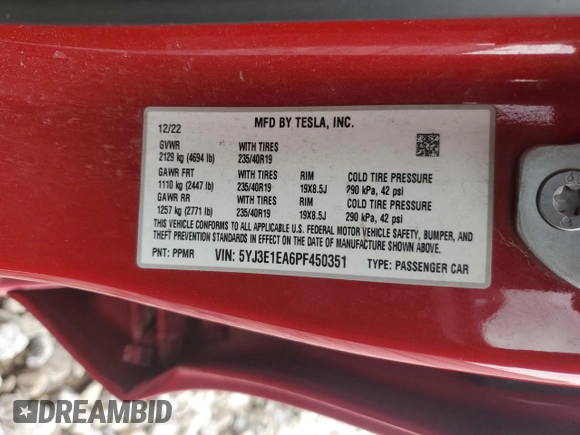 12/22 MFD BY TESLA, INC.
GVWR WITH TIRES
2129 kg (4694 lb) 235/40R19
GAWR FRT WITH TIRES RIM COLD TIRE PRESSURE
1110 kg (2447 lb) 235/40R19 19X8.5J 290 kPa, 42 psi
GAWR RR WITH TIRES RIM COLD TIRE PRESSURE
1257 kg (2771 lb) 235/40R19 19X8.5J 290 kPa, 42 psi
THIS VEHICLE CONFORMS TO ALL APPLICABLE U.S. FEDERAL MOTOR VEHICLE SAFETY, BUMPER, AND
THEFT PREVENTION STANDARDS IN EFFECT ON THE DATE OF MANUFACTURE SHOWN ABOVE.
PNT: PPMR VIN: 5YJ3E1EA6PF450351 TYPE: PASSENGER CAR
DREAMBID